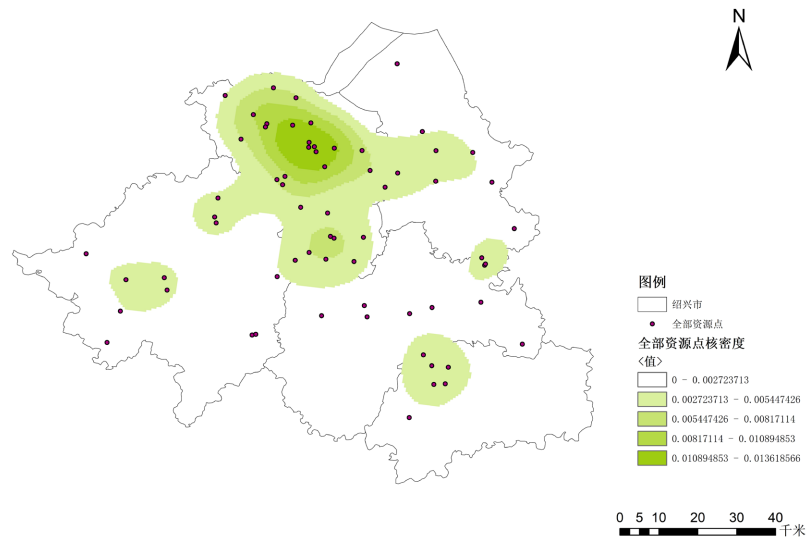 N
图例
绍兴市
全部资源点
全部资源点核密度
<值>
0 - 0.002723713
0.002723713 - 0.005447426
0.005447426 - 0.00817114
0.00817114 - 0.010894853
0.010894853 - 0.013618566
0 5 10 20 30 40
千米